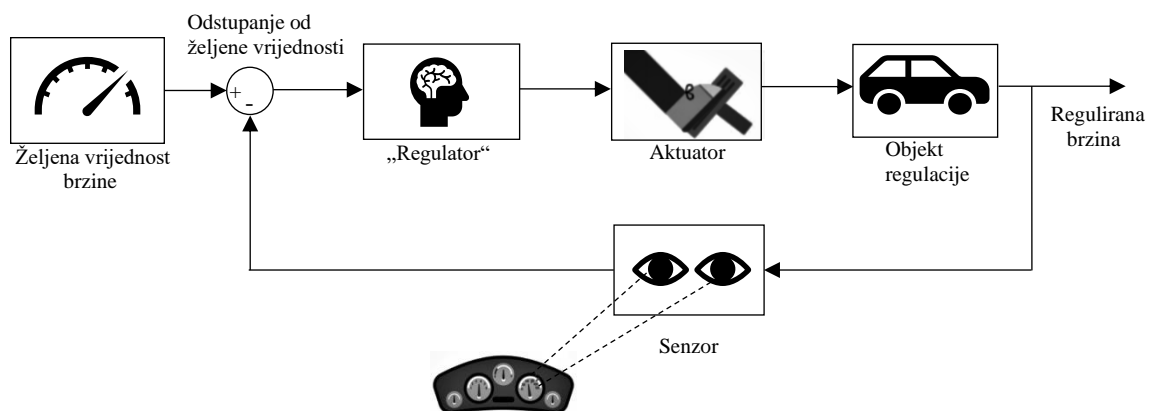 Odstupanje od
željene vrijednosti
+
-
Željena vrijednost
brzine
„Regulator“
Aktuator
Objekt
regulacije
Regulirana
brzina
Senzor